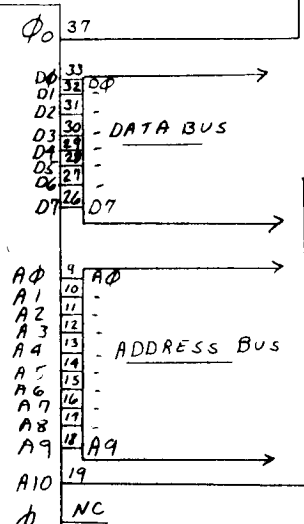 Φ0 37
DΦ 33 DΦ
D1 32 -
D2 31 -
D3 30 -
D4 29 -
D5 28 -
D6 27 -
D7 26 D7
DATA BUS
AΦ 9 AΦ
A1 10 -
A2 11 -
A3 12 -
A4 13 -
A5 14 -
A6 15 -
A7 16 -
A8 17 -
A9 18 A9
ADDRESS BUS
A10 19
Φ NC